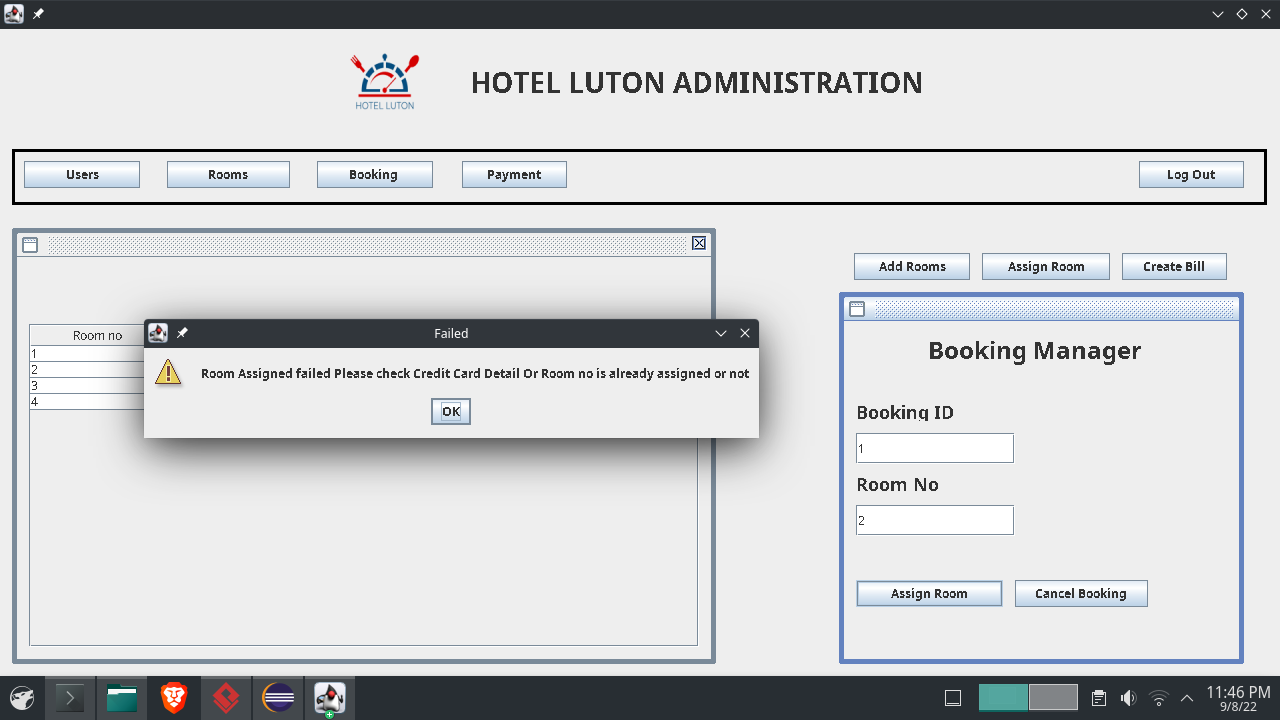 HOTEL LUTON
HOTEL LUTON ADMINISTRATION
Users
Rooms
Booking
Payment
Log Out
Add Rooms
Assign Room
Create Bill
Room no
1
2
3
4
Failed
Room Assigned failed Please check Credit Card Detail Or Room no is already assigned or not
OK
Booking Manager
Booking ID
1
Room No
2
Assign Room
Cancel Booking
11:46 PM
9/8/22